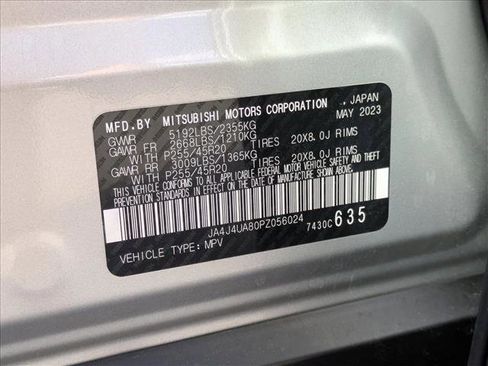 MFD.BY MITSUBISHI MOTORS CORPORATION ., JAPAN
GVWR 5192LBS/2355KG MAY 2023
GAWR FR 2668LBS/1210KG
WITH P255/45R20 TIRES 20X8.0J RIMS
GAWR RR 3009LBS/1365KG
WITH P255/45R20 TIRES 20X8.0J RIMS
THIS VEHICLE CONFORMS TO ALL APPLICABLE FEDERAL MOTOR VEHICLE SAFETY AND
THEFT PREVENTION STANDARDS IN EFFECT ON THE DATE OF MANUFACTURE SHOWN ABOVE.
JA4J4UA80PZ056024 7430C635
VEHICLE TYPE: MPV